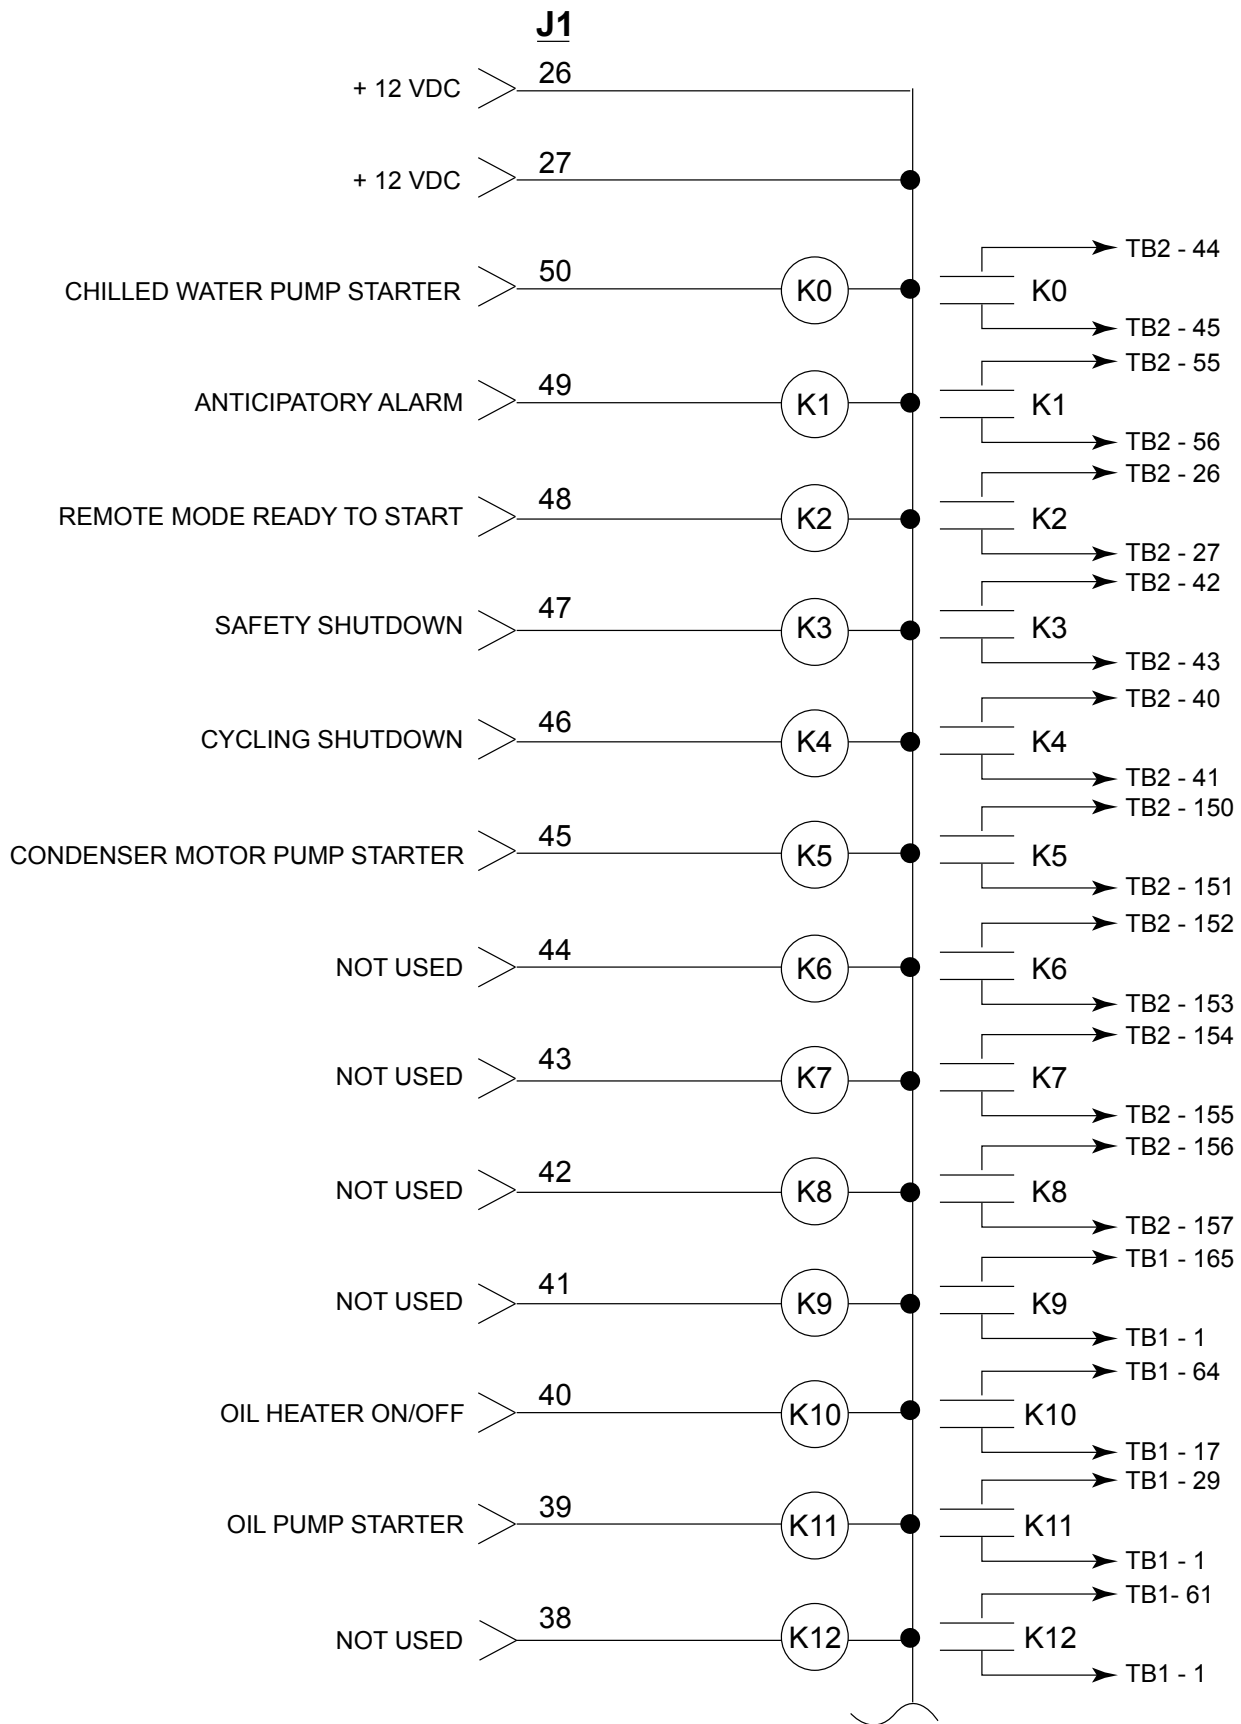 J1
+ 12 VDC 26
+ 12 VDC 27
TB2 - 44
CHILLED WATER PUMP STARTER 50 K0 K0
TB2 - 45
TB2 - 55
ANTICIPATORY ALARM 49 K1 K1
TB2 - 56
TB2 - 26
REMOTE MODE READY TO START 48 K2 K2
TB2 - 27
TB2 - 42
SAFETY SHUTDOWN 47 K3 K3
TB2 - 43
TB2 - 40
CYCLING SHUTDOWN 46 K4 K4
TB2 - 41
TB2 - 150
CONDENSER MOTOR PUMP STARTER 45 K5 K5
TB2 - 151
TB2 - 152
NOT USED 44 K6 K6
TB2 - 153
TB2 - 154
NOT USED 43 K7 K7
TB2 - 155
TB2 - 156
NOT USED 42 K8 K8
TB2 - 157
TB1 - 165
NOT USED 41 K9 K9
TB1 - 1
TB1 - 64
OIL HEATER ON/OFF 40 K10 K10
TB1 - 17
TB1 - 29
OIL PUMP STARTER 39 K11 K11
TB1 - 1
TB1- 61
NOT USED 38 K12 K12
TB1 - 1